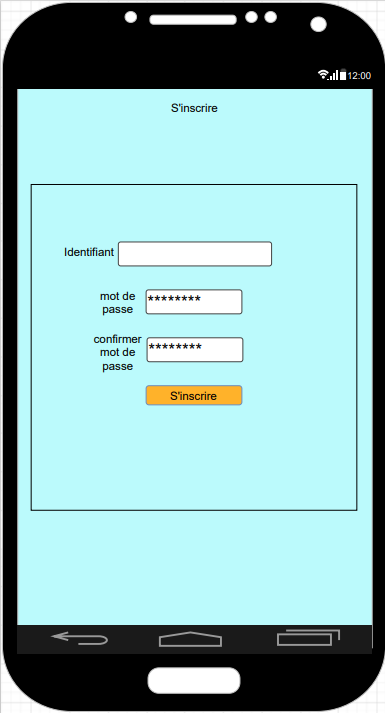 12:00
S'inscrire
Identifiant
mot de
passe
********
confirmer
mot de
passe
********
S'inscrire